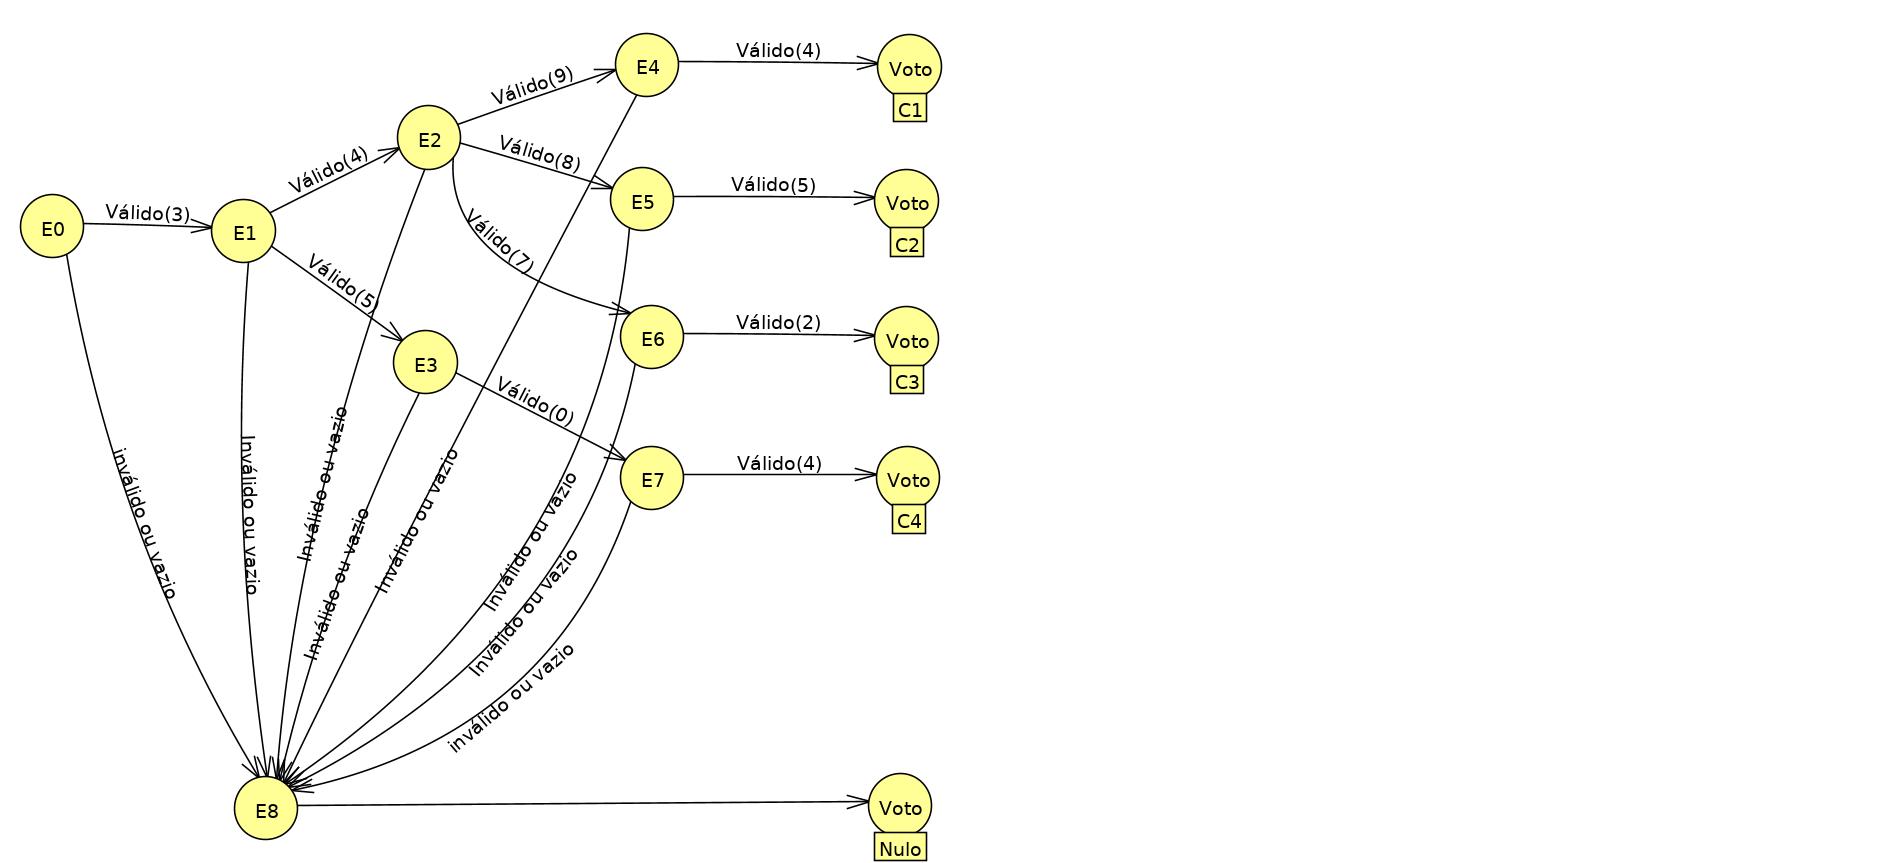 E4
Válido(4)
Voto
C1
Válido(9)
E2
Válido(8)
Válido(4)
E5
Válido(5)
Voto
C2
E0
Válido(3)
E1
Válido(7)
Válido(5)
E6
Válido(2)
Voto
C3
E3
Válido(0)
E7
Válido(4)
Voto
C4
inválido ou vazio
Inválido ou vazio
Inválido ou vazio
Inválido ou vazio
Inválido ou vazio
Inválido ou vazio
Inválido ou vazio
inválido ou vazio
E8
Voto
Nulo